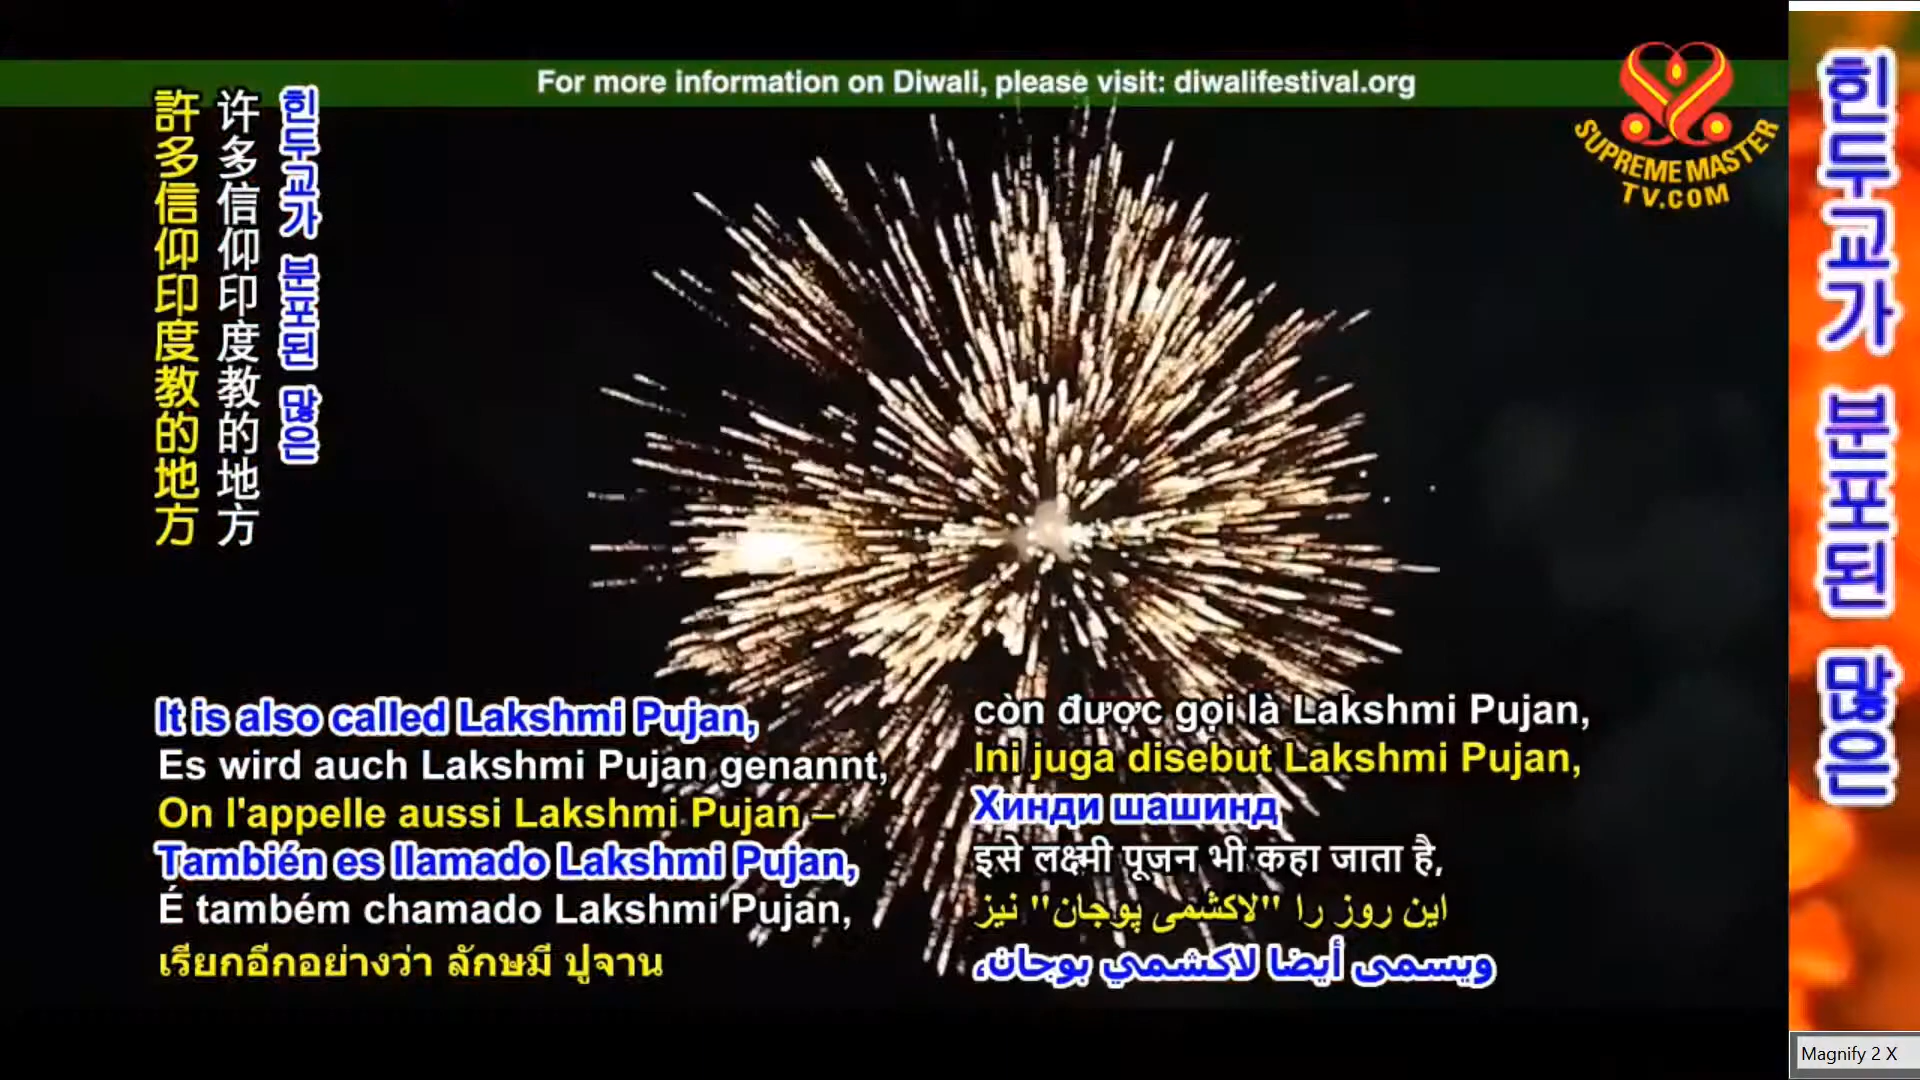 For more information on Diwali, please visit: diwalifestival.org
SUPREME MASTER
TV.COM
許多信仰印度教的地方
许多信仰印度教的地方
힌두교가 분포된 많은
It is also called Lakshmi Pujan,
Es wird auch Lakshmi Pujan genannt,
On l'appelle aussi Lakshmi Pujan –
También es llamado Lakshmi Pujan,
É também chamado Lakshmi Pujan,
เรียกอีกอย่างว่า ลักษมี ปูจาน
còn được gọi là Lakshmi Pujan,
Ini juga disebut Lakshmi Pujan,
Хинди шашинд
इसे लक्ष्मी पूजन भी कहा जाता है,
این روز را "لاکشمی پوجان" نیز
ويسمى أيضا لاكشمي بوجان،
힌두교가 분포된 많은
Magnify 2 X